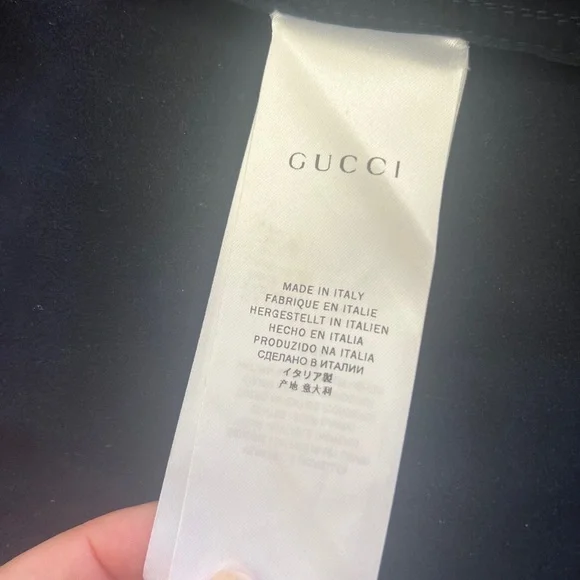 GUCCI
MADE IN ITALY
FABRIQUE EN ITALIE
HERGESTELLT IN ITALIEN
HECHO EN ITALIA
PRODUZIDO NA ITALIA
СДЕЛАНО В ИТАЛИИ
イタリア製
产地 意大利